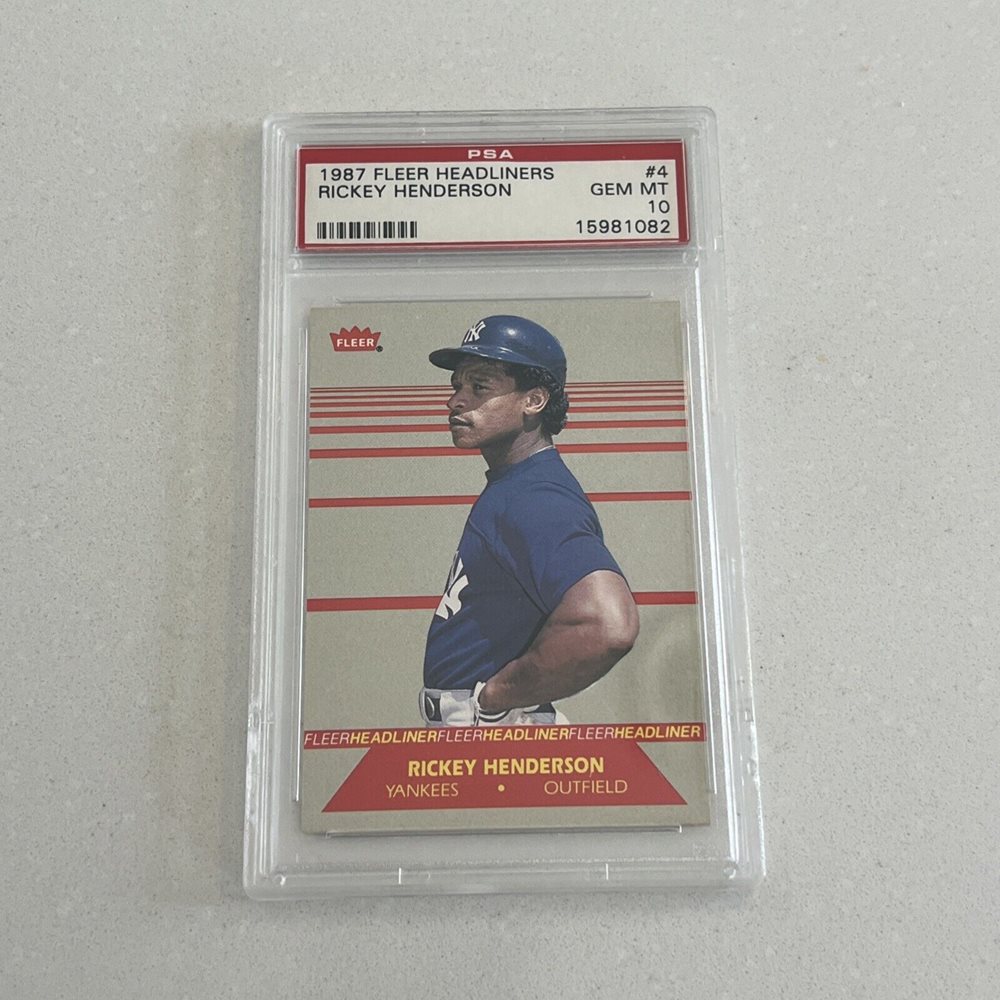 PSA
1987 FLEER HEADLINERS #4
RICKEY HENDERSON GEM MT
10
15981082
FLEER®
NY
FLEERHEADLINERFLEERHEADLINERFLEERHEADLINER
RICKEY HENDERSON
YANKEES • OUTFIELD